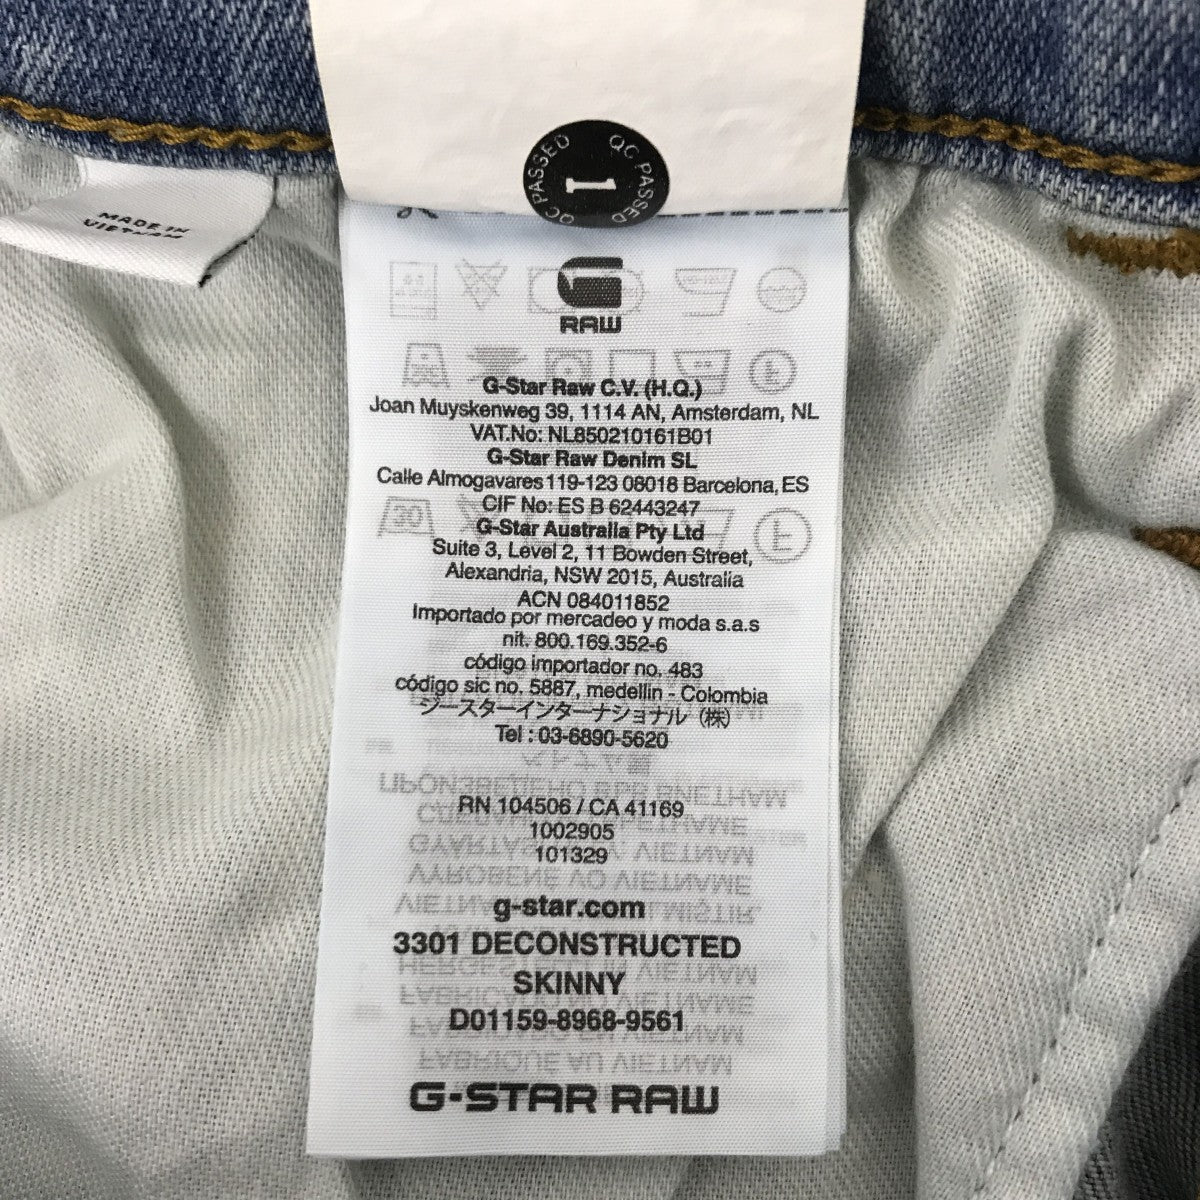 QC PASSED
1
QC PASSED
MADE IN
VIETNAM
RAW
G-Star Raw C.V. (H.Q.)
Joan Muyskenweg 39, 1114 AN, Amsterdam, NL
VAT.No: NL850210161B01
G-Star Raw Denim SL
Calle Almogavares 119-123 08018 Barcelona, ES
CIF No: ES B 62443247
30
G-Star Australia Pty Ltd
Suite 3, Level 2, 11 Bowden Street,
Alexandria, NSW 2015, Australia
ACN 084011852
Importado por mercadeo y moda s.a.s
nit. 800.169.352-6
código importador no. 483
código sic no. 5887, medellin - Colombia
ジースターインターナショナル (株)
Tel : 03-6890-5620
RN 104506 / CA 41169
1002905
101329
g-star.com
3301 DECONSTRUCTED
SKINNY
D01159-8968-9561
FABRIQUE AU VIETNAM
G-STAR RAW